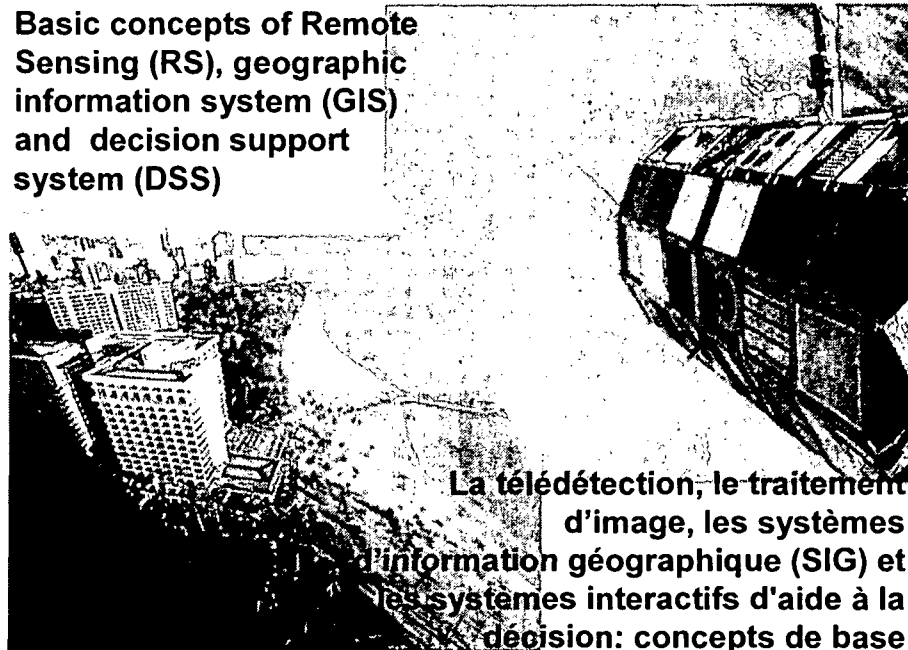 Basic concepts of Remote
Sensing (RS), geographic
information system (GIS)
and decision support
system (DSS)
La télédétection, le traitement
d'image, les systèmes
d'information géographique (SIG) et
les systèmes interactifs d'aide à la
décision: concepts de base